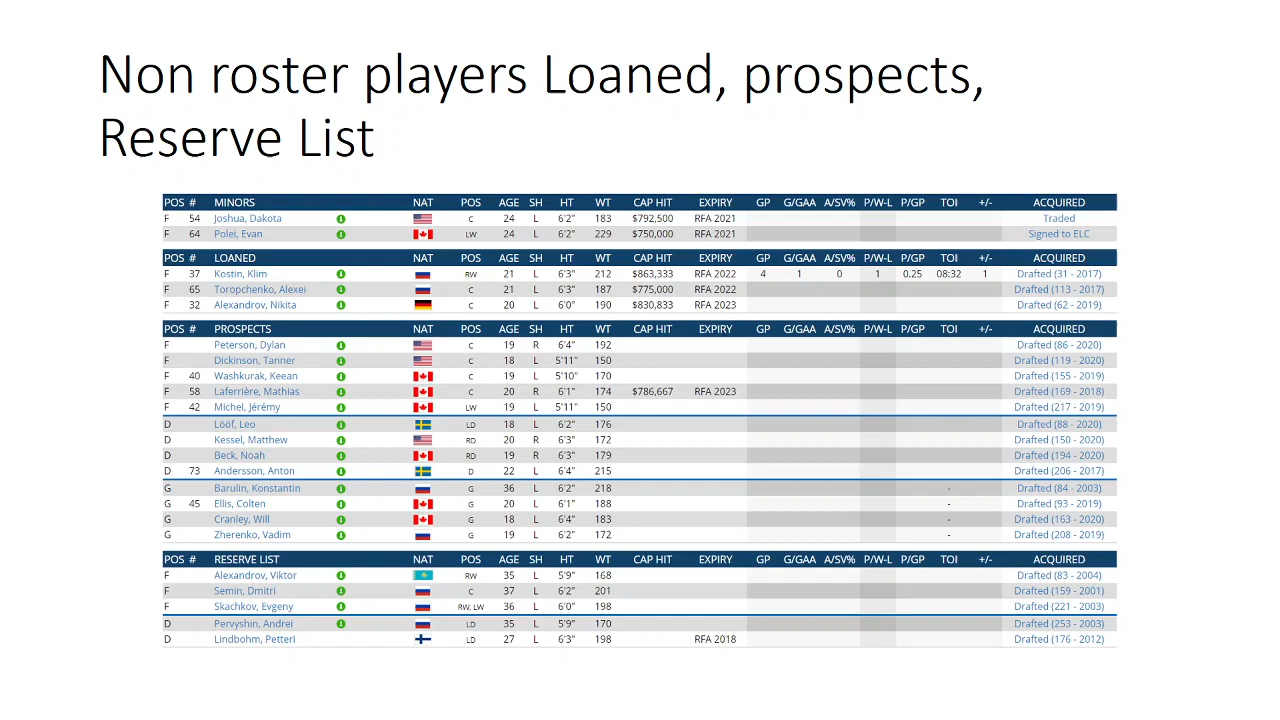 Non roster players Loaned, prospects,
Reserve List
POS # MINORS NAT POS AGE SH HT WT CAP HIT EXPIRY GP G/GAA A/SV% P/W-L P/GP TOI +/- ACQUIRED
F 54 Joshua, Dakota C 24 L 6'2" 183 $792,500 RFA 2021 Traded
F 64 Polei, Evan LW 24 L 6'2" 229 $750,000 RFA 2021 Signed to ELC
POS # LOANED NAT POS AGE SH HT WT CAP HIT EXPIRY GP G/GAA A/SV% P/W-L P/GP TOI +/- ACQUIRED
F 37 Kostin, Klim RW 21 L 6'3" 212 $863,333 RFA 2022 4 1 0 1 0.25 08:32 1 Drafted (31 - 2017)
F 65 Toropchenko, Alexei C 21 L 6'3" 187 $775,000 RFA 2022 Drafted (113 - 2017)
F 32 Alexandrov, Nikita C 20 L 6'0" 190 $830,833 RFA 2023 Drafted (62 - 2019)
POS # PROSPECTS NAT POS AGE SH HT WT CAP HIT EXPIRY GP G/GAA A/SV% P/W-L P/GP TOI +/- ACQUIRED
F Peterson, Dylan C 19 R 6'4" 192 Drafted (86 - 2020)
F Dickinson, Tanner C 18 L 5'11" 150 Drafted (119 - 2020)
F 40 Washkurak, Keean C 19 L 5'10" 170 Drafted (155 - 2019)
F 58 Laferrière, Mathias C 20 R 6'1" 174 $786,667 RFA 2023 Drafted (169 - 2018)
F 42 Michel, Jérémy LW 19 L 5'11" 150 Drafted (217 - 2019)
D Lööf, Leo LD 18 L 6'2" 176 Drafted (88 - 2020)
D Kessel, Matthew RD 20 R 6'3" 172 Drafted (150 - 2020)
D Beck, Noah RD 19 R 6'3" 179 Drafted (194 - 2020)
D 73 Andersson, Anton D 22 L 6'4" 215 Drafted (206 - 2017)
G Barulin, Konstantin G 36 L 6'2" 218 - Drafted (84 - 2003)
G 45 Ellis, Colten G 20 L 6'1" 188 - Drafted (93 - 2019)
G Cranley, Will G 18 L 6'4" 183 - Drafted (163 - 2020)
G Zherenko, Vadim G 19 L 6'2" 172 - Drafted (208 - 2019)
POS # RESERVE LIST NAT POS AGE SH HT WT CAP HIT EXPIRY GP G/GAA A/SV% P/W-L P/GP TOI +/- ACQUIRED
F Alexandrov, Viktor RW 35 L 5'9" 168 Drafted (83 - 2004)
F Semin, Dmitri C 37 L 6'2" 201 Drafted (159 - 2001)
F Skachkov, Evgeny RW, LW 36 L 6'0" 198 Drafted (221 - 2003)
D Pervyshin, Andrei LD 35 L 5'9" 170 Drafted (253 - 2003)
D Lindbohm, Petteri LD 27 L 6'3" 198 RFA 2018 Drafted (176 - 2012)